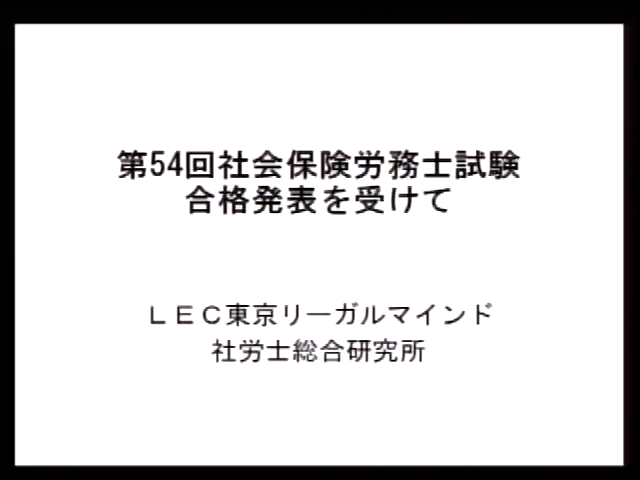 第54回社会保険労務士試験
合格発表を受けて
ＬＥＣ東京リーガルマインド
社労士総合研究所